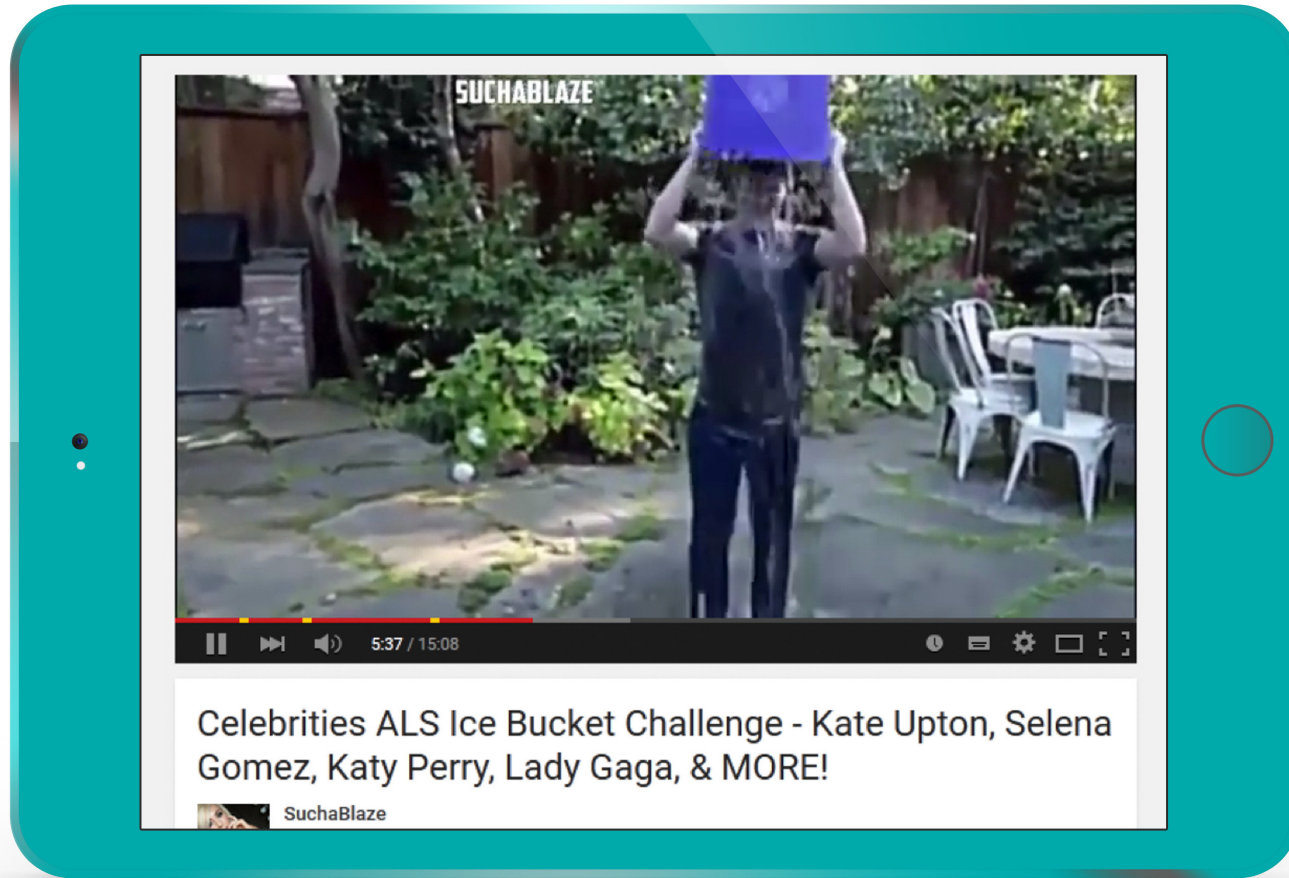 SUCHABLAZE
5:37 / 15:08
Celebrities ALS Ice Bucket Challenge - Kate Upton, Selena
Gomez, Katy Perry, Lady Gaga, & MORE!
SuchaBlaze